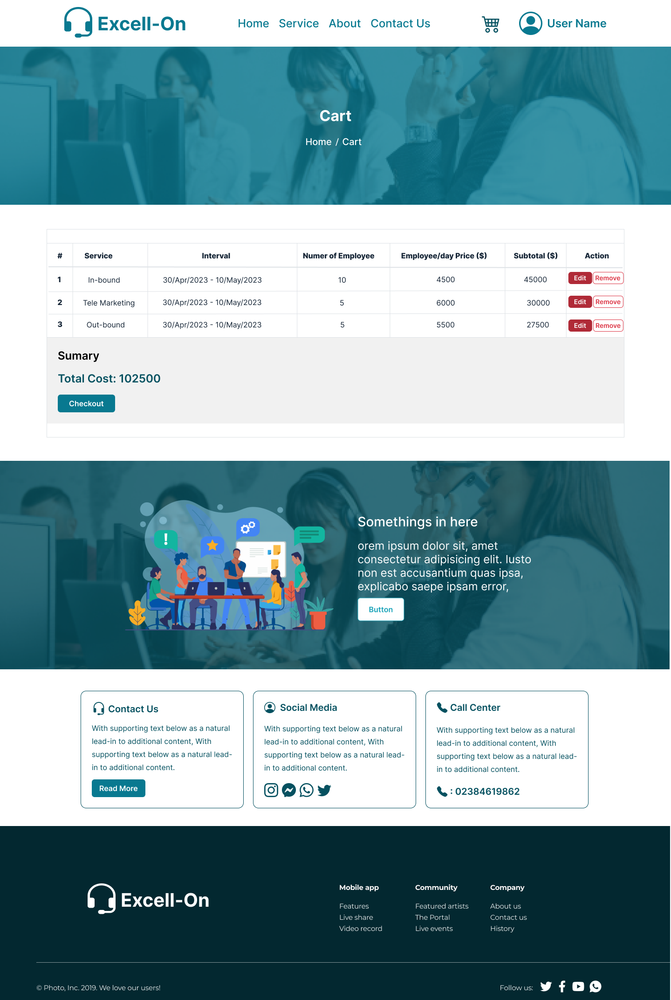 Excell-On
Home Service About Contact Us
User Name
Cart
Home / Cart
# Service Interval Numer of Employee Employee/day Price ($) Subtotal ($) Action
1 In-bound 30/Apr/2023 - 10/May/2023 10 4500 45000 Edit Remove
2 Tele Marketing 30/Apr/2023 - 10/May/2023 5 6000 30000 Edit Remove
3 Out-bound 30/Apr/2023 - 10/May/2023 5 5500 27500 Edit Remove
Sumary
Total Cost: 102500
Checkout
!
Somethings in here
orem ipsum dolor sit, amet
consectetur adipisicing elit. Iusto
non est accusantium quas ipsa,
explicabo saepe ipsam error,
Button
Contact Us
With supporting text below as a natural
lead-in to additional content, With
supporting text below as a natural lead-
in to additional content.
Read More
Social Media
With supporting text below as a natural
lead-in to additional content, With
supporting text below as a natural lead-
in to additional content.
Call Center
With supporting text below as a natural
lead-in to additional content, With
supporting text below as a natural lead-
in to additional content.
: 02384619862
Excell-On
Mobile app
Features
Live share
Video record
Community
Featured artists
The Portal
Live events
Company
About us
Contact us
History
© Photo, Inc. 2019. We love our users!
Follow us: